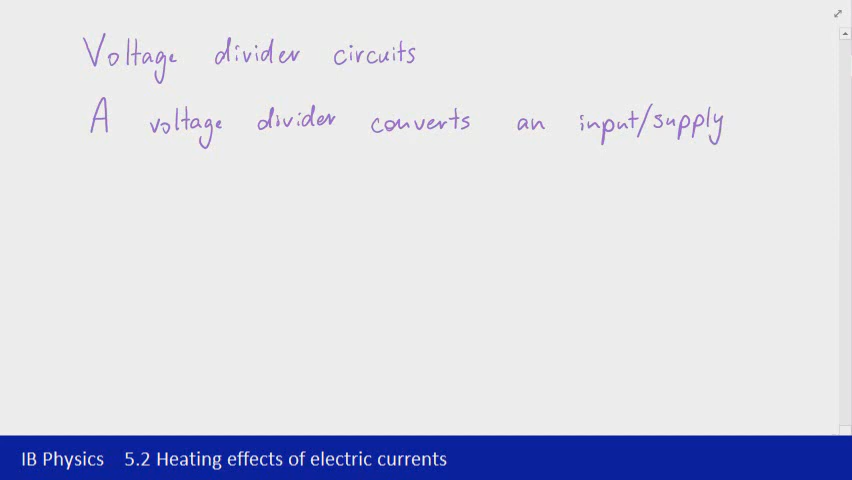 Voltage divider circuits
A voltage divider converts an input/supply
IB Physics 5.2 Heating effects of electric currents